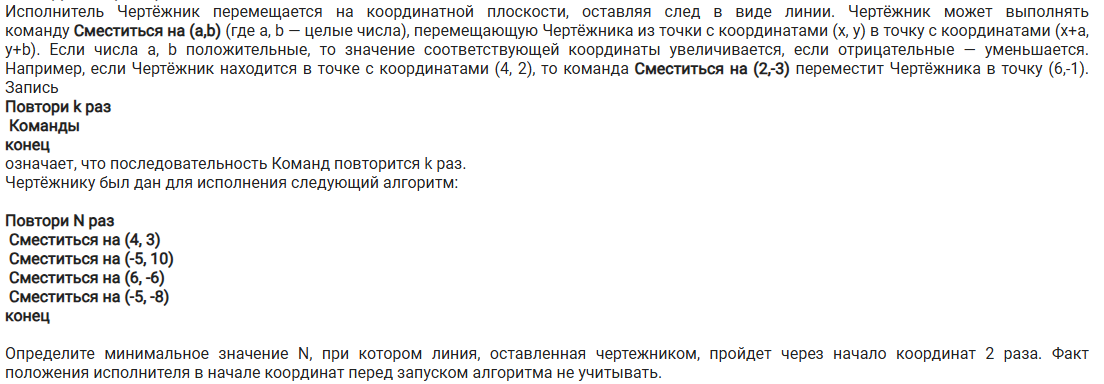 Исполнитель Чертёжник перемещается на координатной плоскости, оставляя след в виде линии. Чертёжник может выполнять
команду Сместиться на (a,b) (где a, b — целые числа), перемещающую Чертёжника из точки с координатами (x, y) в точку с координатами (x+a,
y+b). Если числа a, b положительные, то значение соответствующей координаты увеличивается, если отрицательные — уменьшается.
Например, если Чертёжник находится в точке с координатами (4, 2), то команда Сместиться на (2,-3) переместит Чертёжника в точку (6,-1).
Запись
Повтори k раз
Команды
конец
означает, что последовательность Команд повторится k раз.
Чертёжнику был дан для исполнения следующий алгоритм:
Повтори N раз
Сместиться на (4, 3)
Сместиться на (-5, 10)
Сместиться на (6, -6)
Сместиться на (-5, -8)
конец
Определите минимальное значение N, при котором линия, оставленная чертежником, пройдет через начало координат 2 раза. Факт
положения исполнителя в начале координат перед запуском алгоритма не учитывать.